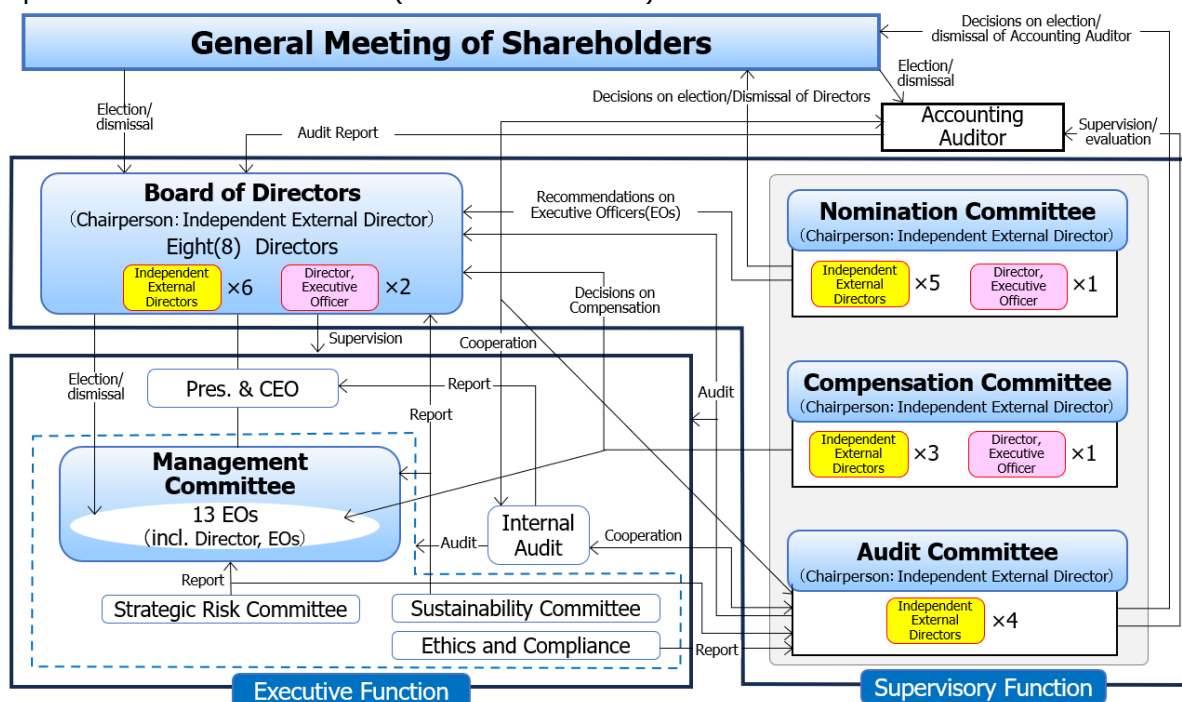 General Meeting of Shareholders
Decisions on election/
dismissal of Accounting Auditor
Election/
dismissal
Election/
dismissal
Decisions on election/Dismissal of Directors
Audit Report
Accounting
Auditor
Supervision/
evaluation
Board of Directors
(Chairperson: Independent External Director)
Eight(8) Directors
Independent
External
Directors
×6
Director,
Executive
Officer
×2
Recommendations on
Executive Officers(EOs)
Nomination Committee
(Chairperson: Independent External Director)
Independent
External
Directors
×5
Director,
Executive
Officer
×1
Decisions on
Compensation
Supervision
Cooperation
Election/
dismissal
Pres. & CEO
Report
Report
Audit
Compensation Committee
(Chairperson: Independent External Director)
Independent
External
Directors
×3
Director,
Executive
Officer
×1
Management
Committee
13 EOs
(incl. Director, EOs)
Internal
Audit
Audit
Cooperation
Audit Committee
(Chairperson: Independent External Director)
Independent
External
Directors
×4
Report
Strategic Risk Committee
Sustainability Committee
Ethics and Compliance
Report
Executive Function
Supervisory Function